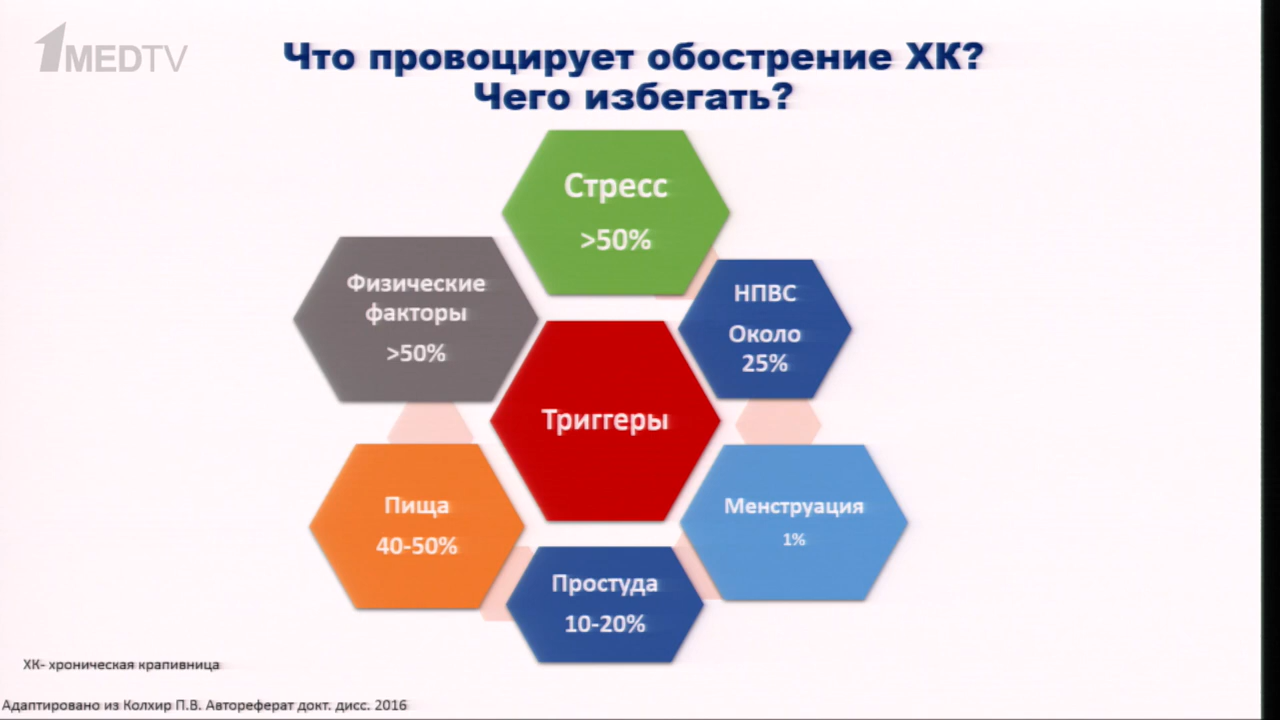 1MEDTV
Что провоцирует обострение ХК?
Чего избегать?
Стресс
>50%
Физические
факторы
>50%
НПВС
Около
25%
Триггеры
Пища
40-50%
Менструация
1%
Простуда
10-20%
ХК- хроническая крапивница
Адаптировано из Колхир П.В. Автореферат докт. дисс. 2016